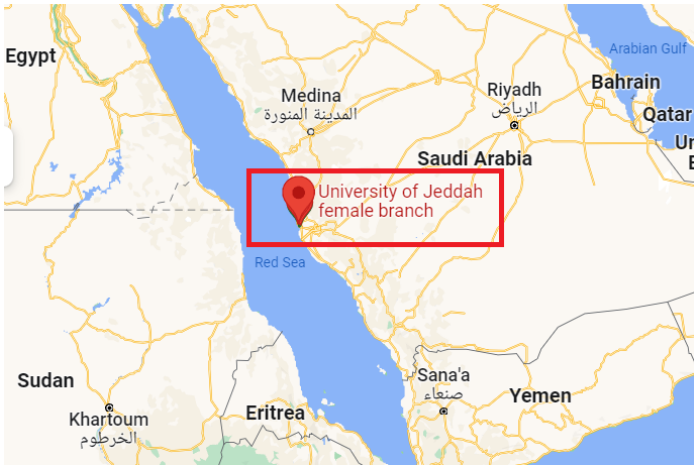 Arabian Gulf
Egypt
Bahrain
Riyadh
الرياض
Medina
المدينة المنورة
Qatar
Saudi Arabia
University of Jeddah
female branch
Red Sea
Sana'a
صنعاء
Sudan
Yemen
Khartoum
الخرطوم
Eritrea